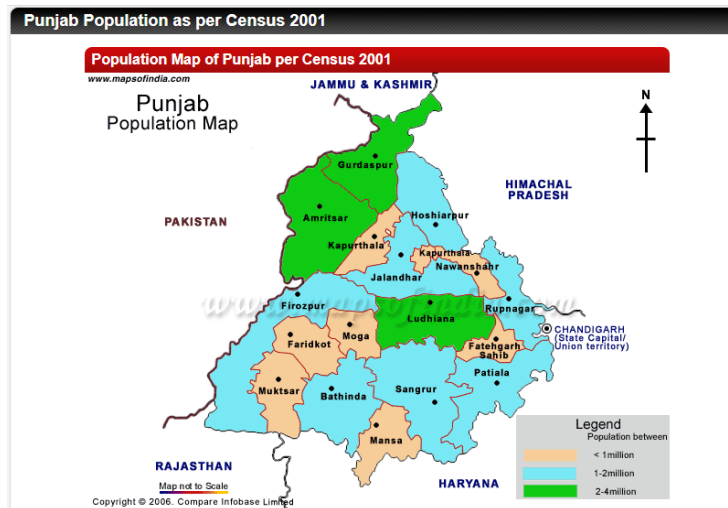 Punjab Population as per Census 2001
Population Map of Punjab per Census 2001
www.mapsofindia.com
JAMMU & KASHMIR
Punjab
Population Map
N
Gurdaspur
HIMACHAL
PRADESH
PAKISTAN
Amritsar
Hoshiarpur
Kapurthala
Kapurthala
Nawanshahr
Jalandhar
www.mapsofindia.com
Firozpur
Rupnagar
Ludhiana
CHANDIGARH
(State Capital/
Union territory)
Moga
Faridkot
Fatehgarh
Sahib
Patiala
Muktsar
Bathinda
Sangrur
Mansa
Legend
Population between
< 1million
1-2million
2-4million
RAJASTHAN
HARYANA
Map not to Scale
Copyright © 2006. Compare Infobase Limited